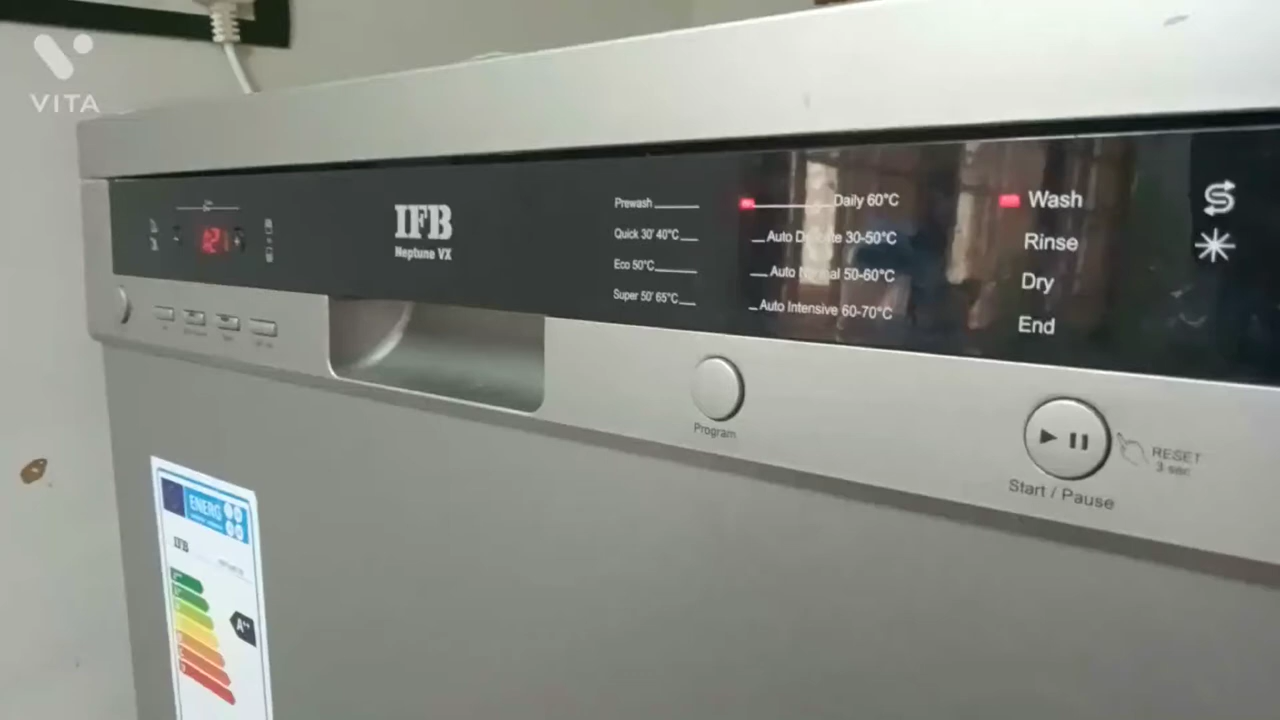 VITA
IFB
Neptune VX
Prewash
Quick 30' 40°C
Eco 50°C
Super 50' 65°C
Daily 60°C
Auto Delicate 30-50°C
Auto Normal 50-60°C
Auto Intensive 60-70°C
Wash
Rinse
Dry
End
Program
Start / Pause
RESET
3 sec
ENERG
IFB
A++